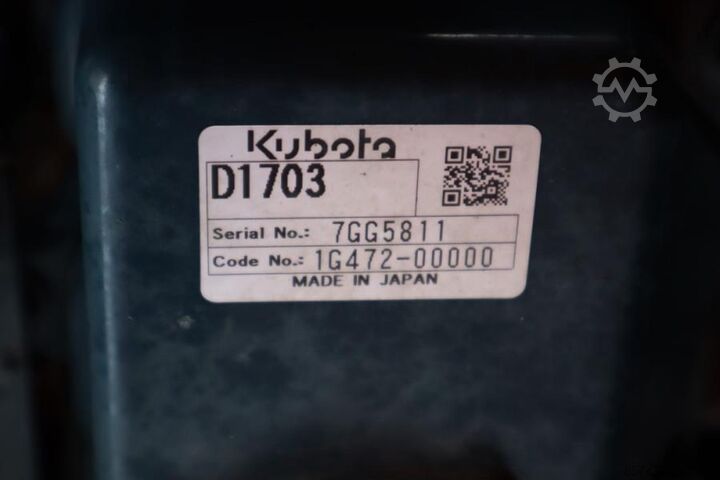 Kubota
D1703
Serial No.: 7GG5811
Code No.: 1G472-00000
MADE IN JAPAN